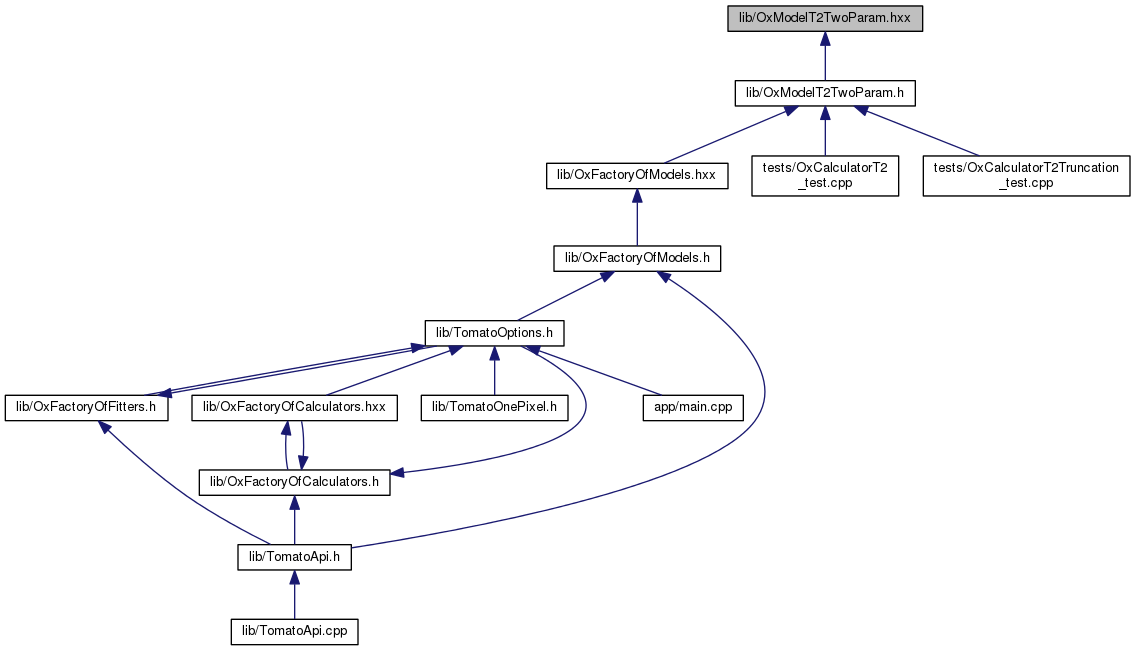 lib/OxModelT2TwoParam.hxx
lib/OxModelT2TwoParam.h
lib/OxFactoryOfModels.hxx
tests/OxCalculatorT2
_test.cpp
tests/OxCalculatorT2Truncation
_test.cpp
lib/OxFactoryOfModels.h
lib/TomatoOptions.h
lib/OxFactoryOfFitters.h
lib/OxFactoryOfCalculators.hxx
lib/TomatoOnePixel.h
app/main.cpp
lib/OxFactoryOfCalculators.h
lib/TomatoApi.h
lib/TomatoApi.cpp